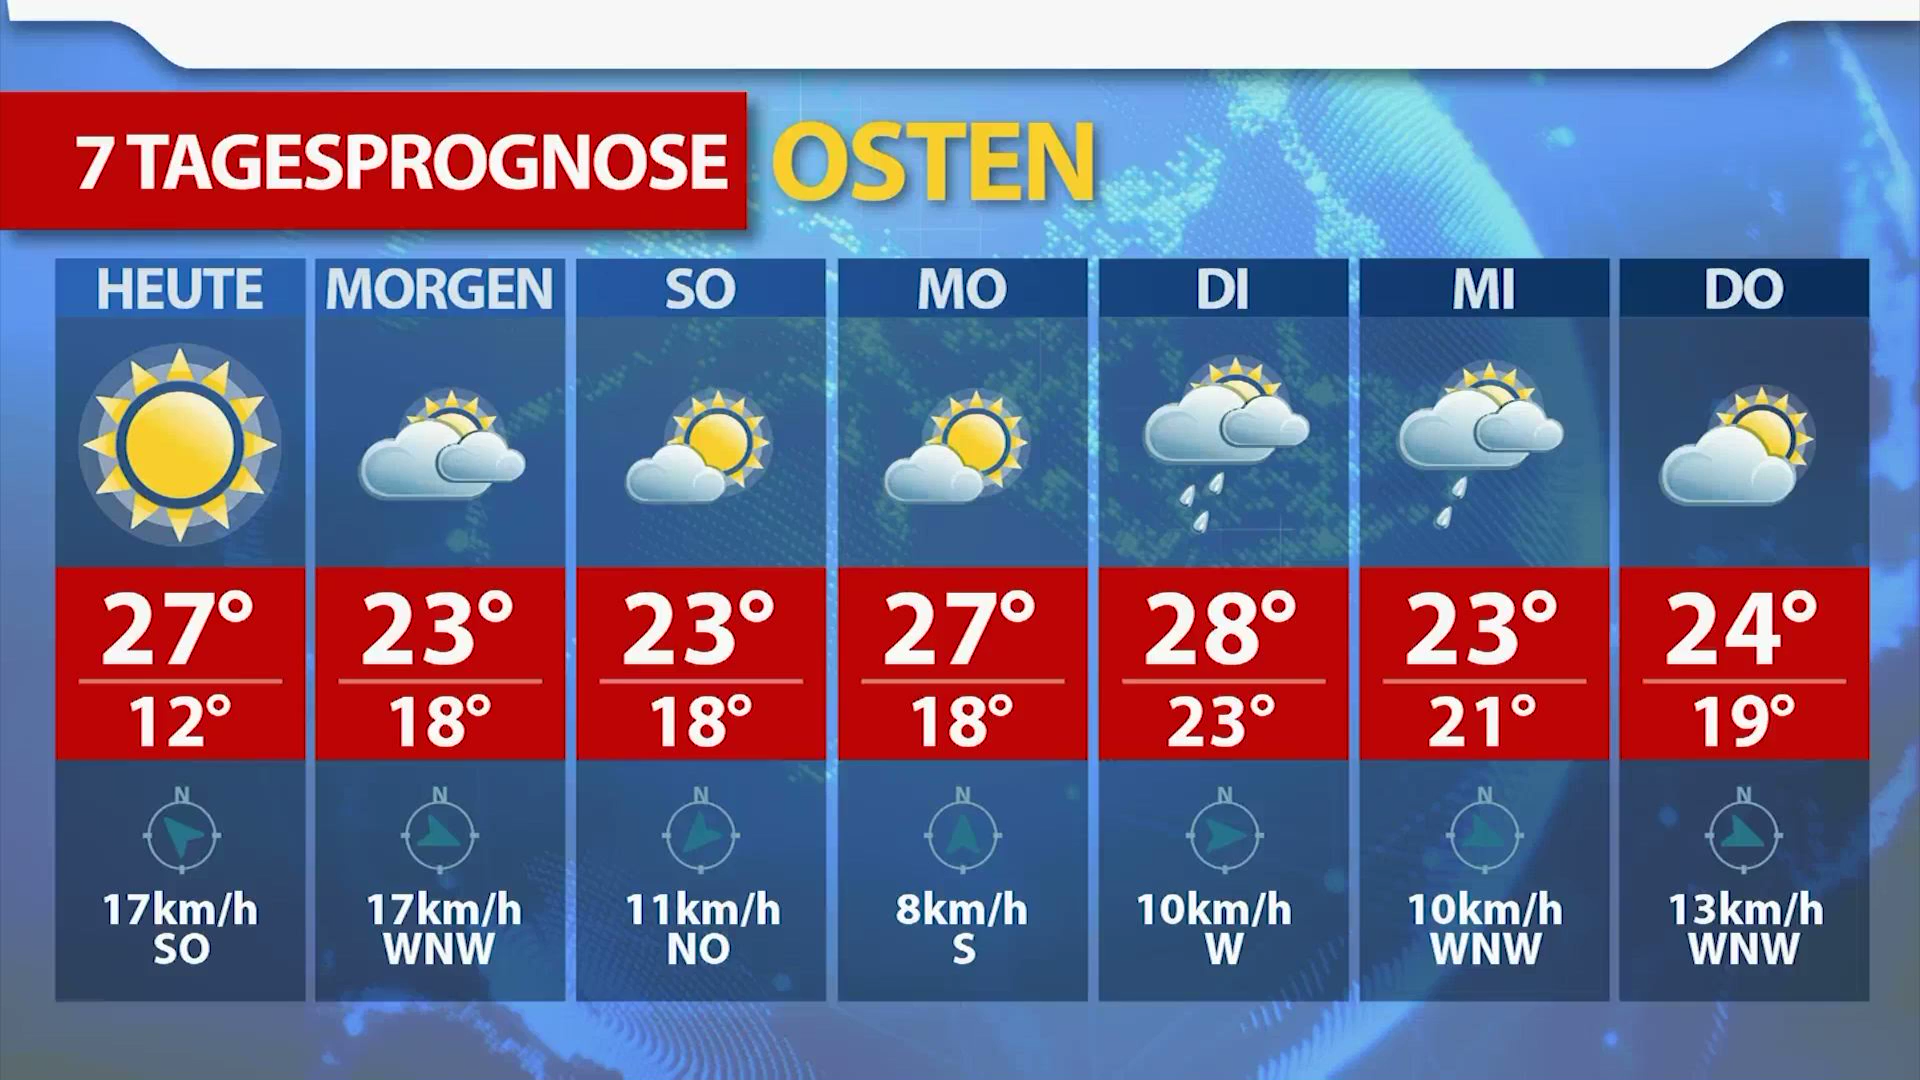 7 TAGESPROGNOSE OSTEN
HEUTE MORGEN SO MO DI MI DO
27° 23° 23° 27° 28° 23° 24°
12° 18° 18° 18° 23° 21° 19°
N N N N N N N
17km/h 17km/h 11km/h 8km/h 10km/h 10km/h 13km/h
SO WNW NO S W WNW WNW